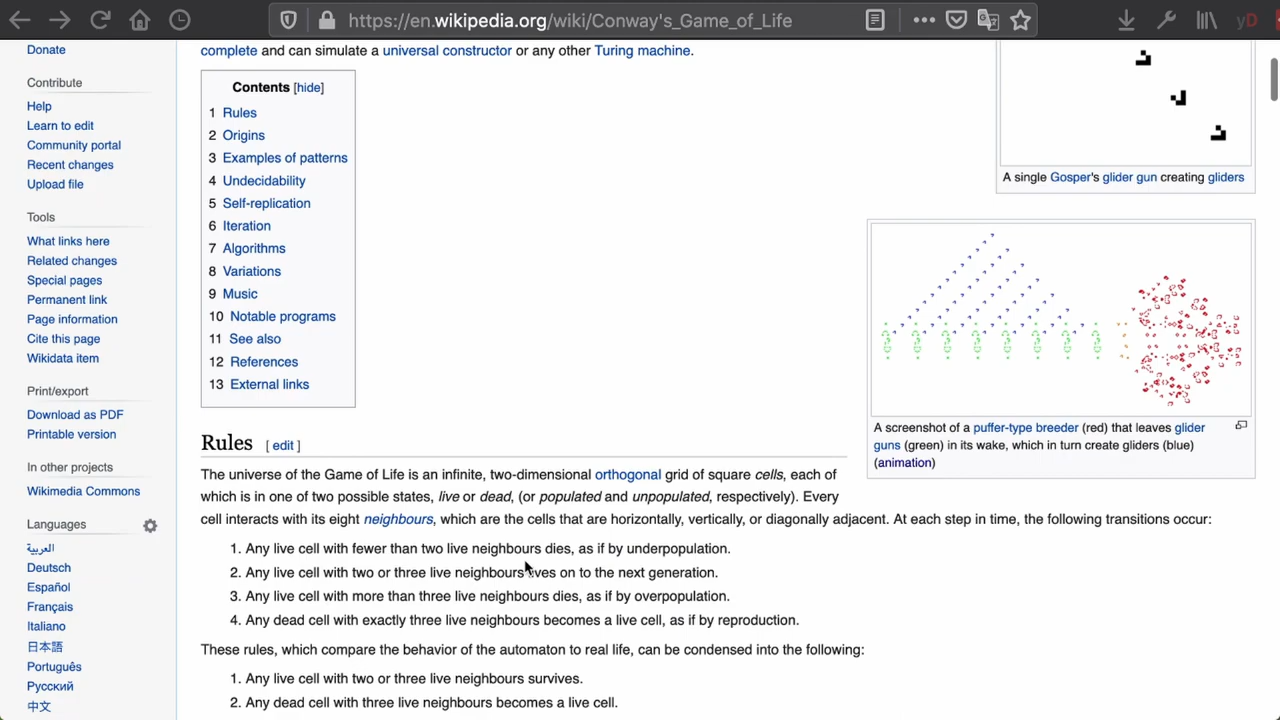 https://en.wikipedia.org/wiki/Conway's_Game_of_Life
Donate
Contribute
Help
Learn to edit
Community portal
Recent changes
Upload file
Tools
What links here
Related changes
Special pages
Permanent link
Page information
Cite this page
Wikidata item
Print/export
Download as PDF
Printable version
In other projects
Wikimedia Commons
Languages
العربية
Deutsch
Español
Français
Italiano
日本語
Português
Русский
中文
complete and can simulate a universal constructor or any other Turing machine.
Contents [hide]
1 Rules
2 Origins
3 Examples of patterns
4 Undecidability
5 Self-replication
6 Iteration
7 Algorithms
8 Variations
9 Music
10 Notable programs
11 See also
12 References
13 External links
A single Gosper's glider gun creating gliders
A screenshot of a puffer-type breeder (red) that leaves glider
guns (green) in its wake, which in turn create gliders (blue)
(animation)
Rules [ edit ]
The universe of the Game of Life is an infinite, two-dimensional orthogonal grid of square cells, each of
which is in one of two possible states, live or dead, (or populated and unpopulated, respectively). Every
cell interacts with its eight neighbours, which are the cells that are horizontally, vertically, or diagonally adjacent. At each step in time, the following transitions occur:
1. Any live cell with fewer than two live neighbours dies, as if by underpopulation.
2. Any live cell with two or three live neighbours lives on to the next generation.
3. Any live cell with more than three live neighbours dies, as if by overpopulation.
4. Any dead cell with exactly three live neighbours becomes a live cell, as if by reproduction.
These rules, which compare the behavior of the automaton to real life, can be condensed into the following:
1. Any live cell with two or three live neighbours survives.
2. Any dead cell with three live neighbours becomes a live cell.